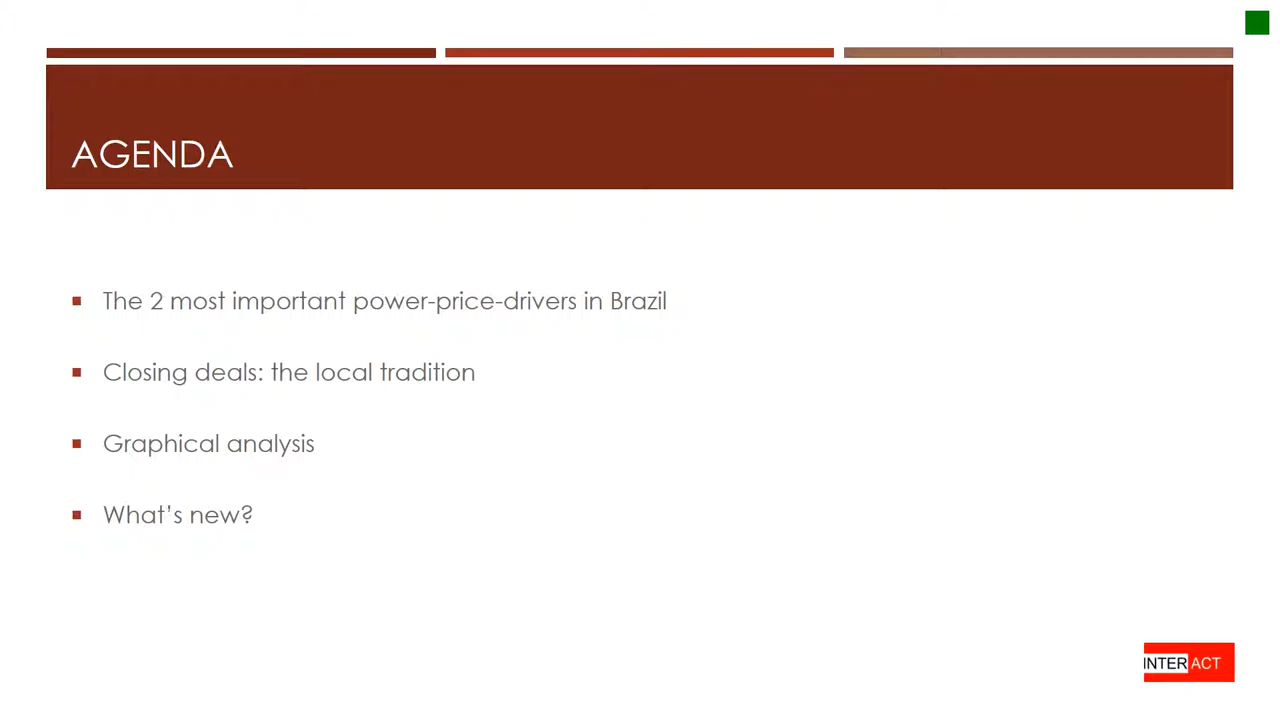 AGENDA
The 2 most important power-price-drivers in Brazil
Closing deals: the local tradition
Graphical analysis
What’s new?
INTERACT